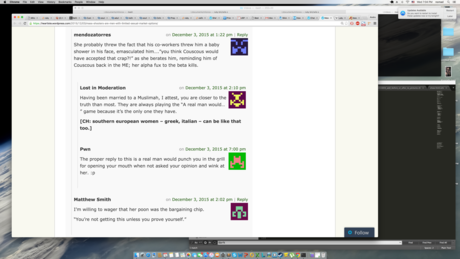 mendozatorres
on December 3, 2015 at 1:22 pm | Reply
She probably threw the fact that his co-workers threw him a baby
shower in his face, emasculated him..."you think Couscous would
have accepted that crap?!" as she berates him, reminding him of
Couscous back in the ME; her alpha fux to the beta kills.
Lost in Moderation
on December 3, 2015 at 2:10 pm
Having been married to a Muslimah, I attest, you are closer to the
truth than most. They are always playing the "A real man would...
" game because it's the only one they have.
[CH: southern european women – greek, italian – can be like that
too.]
Pwn
on December 3, 2015 at 7:00 pm
The proper reply to this is a real man would punch you in the grill
for opening your mouth when not asked your opinion and wink at
her. :p
Matthew Smith
on December 3, 2015 at 2:02 pm | Reply
I'm willing to wager that her poon was the bargaining chip.
"You're not getting this unless you prove yourself."
Follow